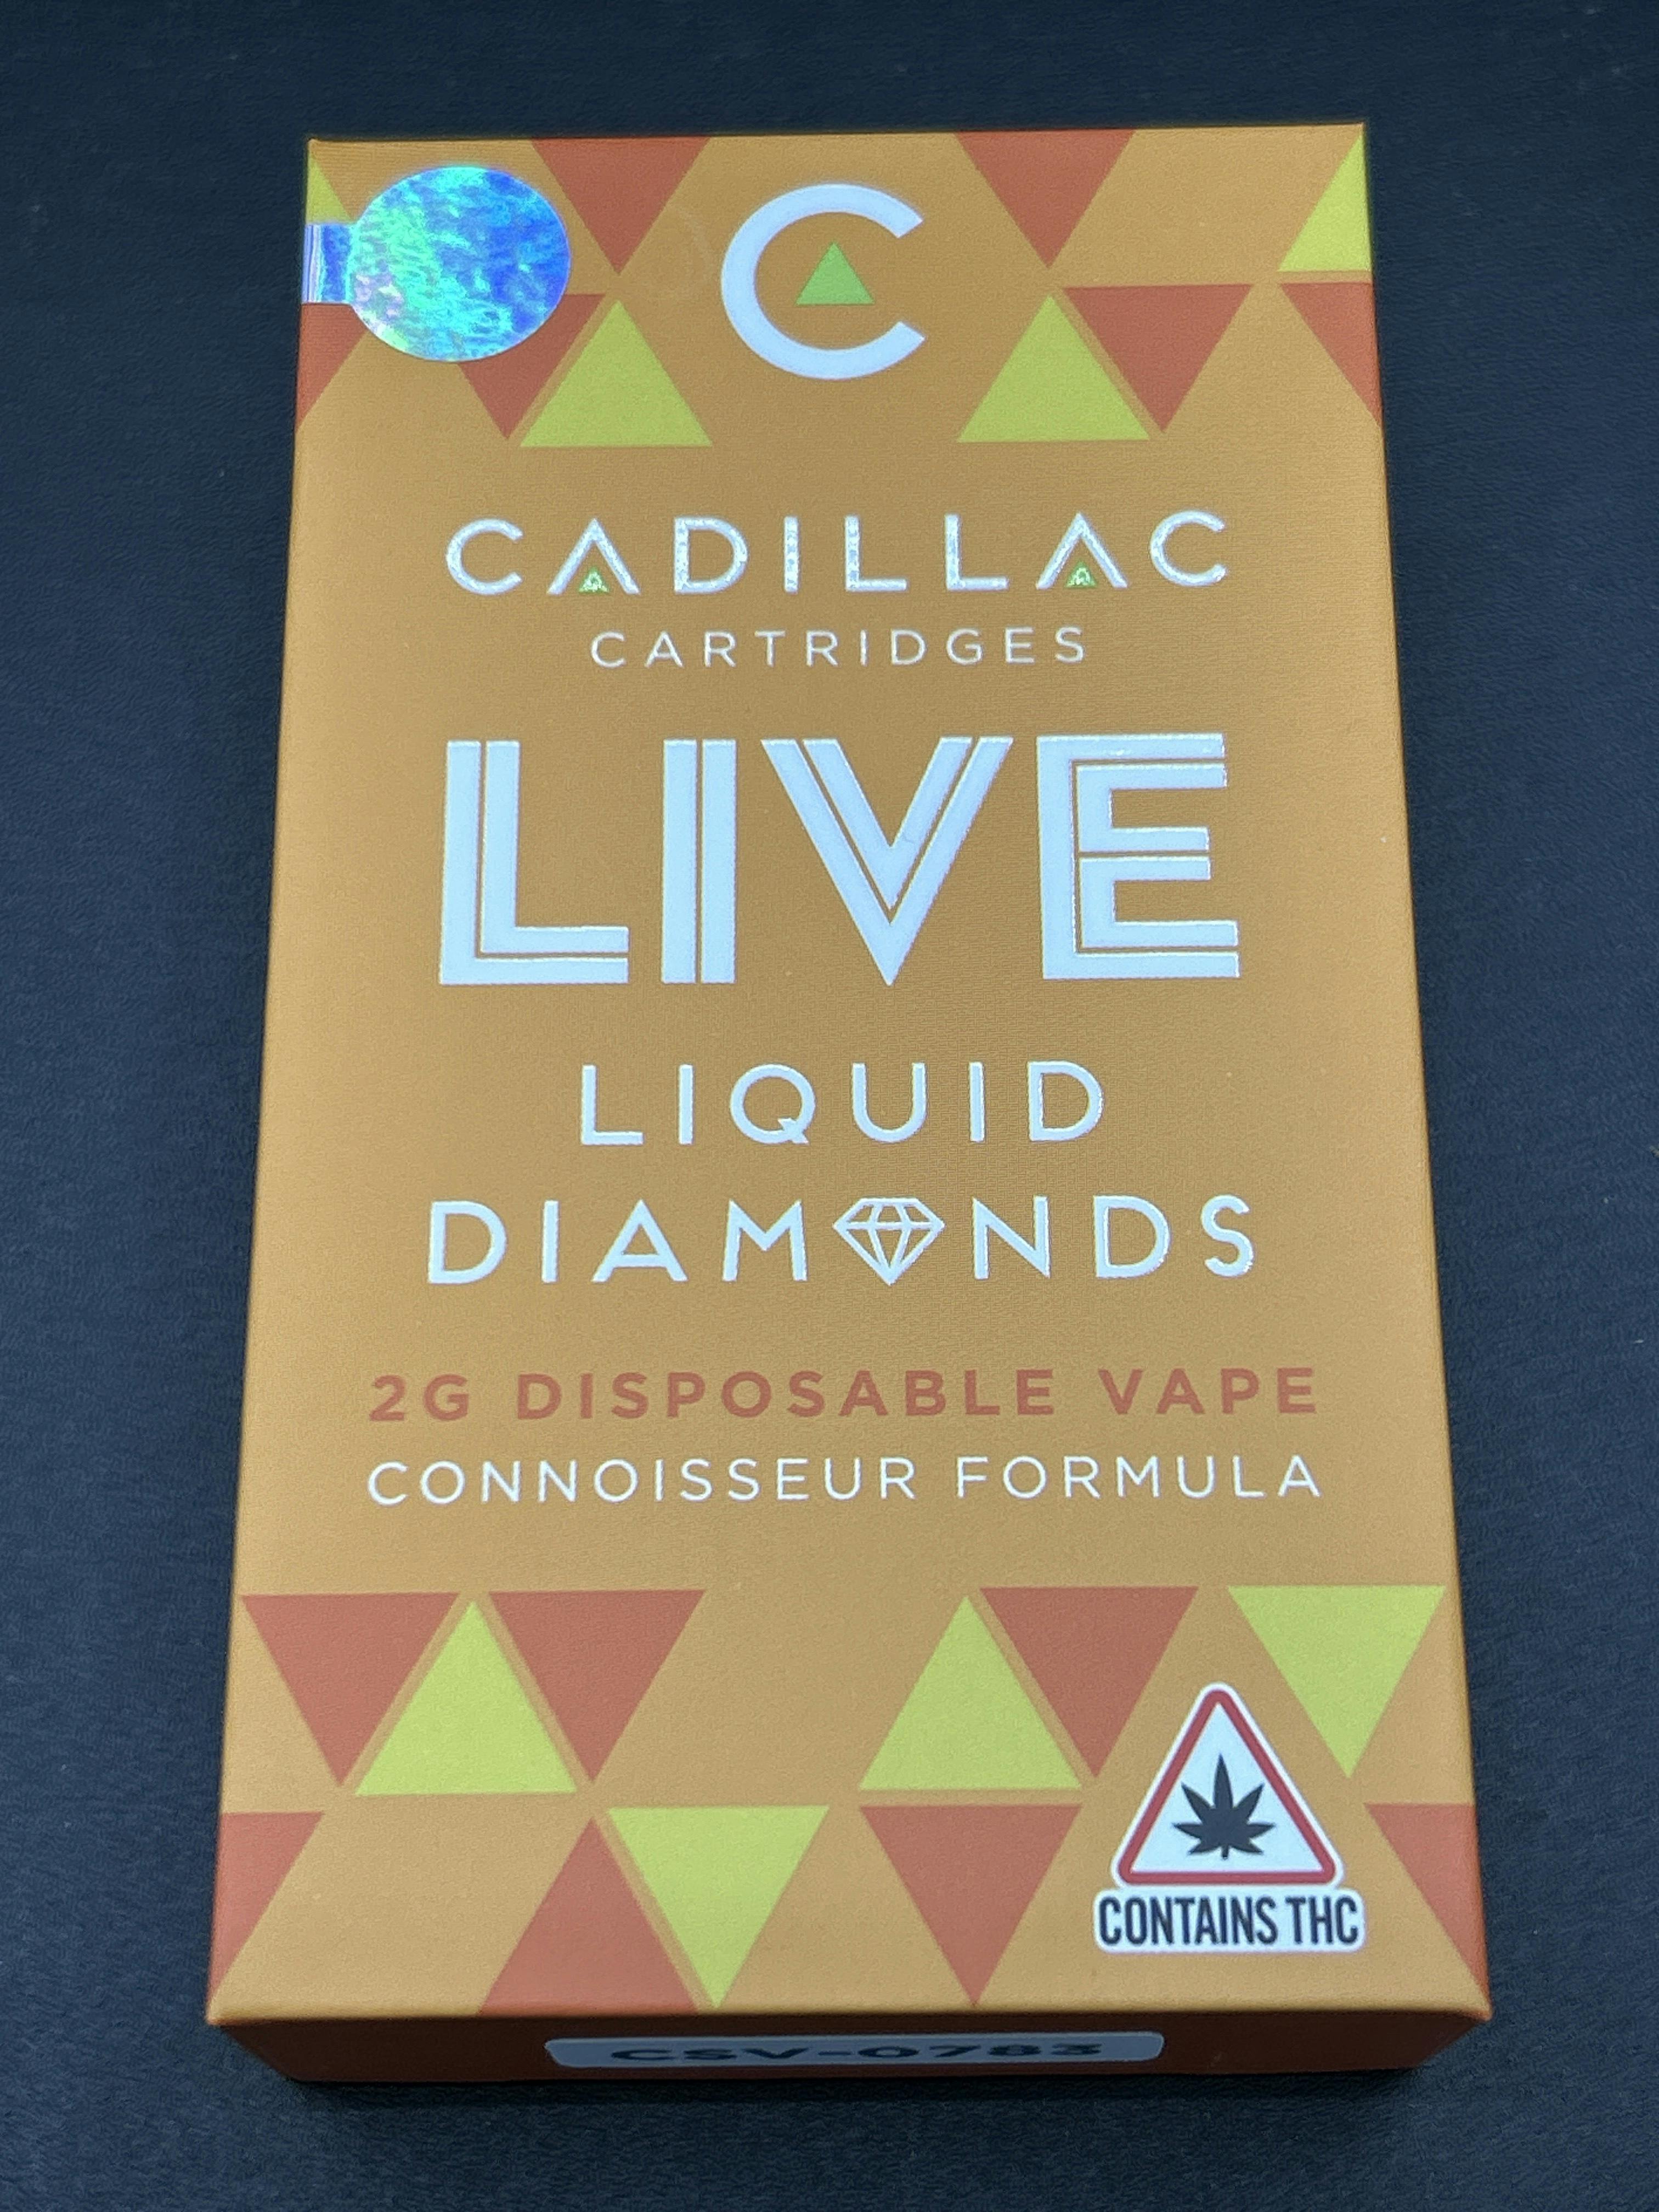 C
CADILLAC
CARTRIDGES
LIVE
LIQUID
DIAMONDS
2G DISPOSABLE VAPE
CONNOISSEUR FORMULA
CONTAINS THC
CSV-0783